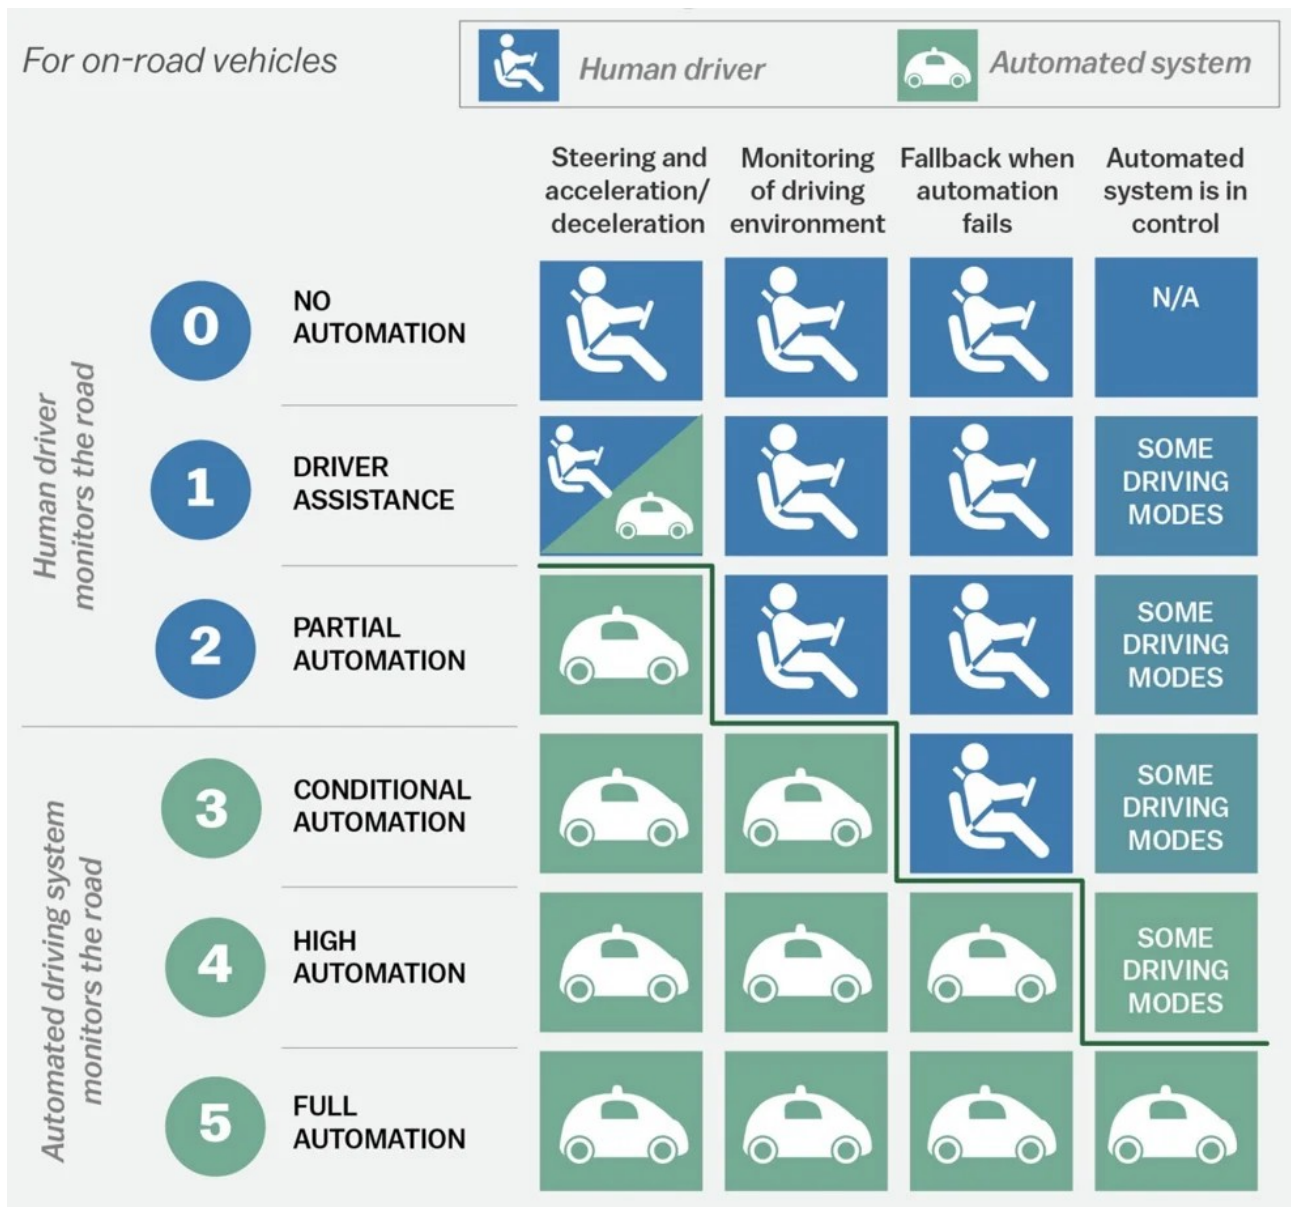 For on-road vehicles
Human driver
Automated system
Steering and
acceleration/
deceleration
Monitoring
of driving
environment
Fallback when
automation
fails
Automated
system is in
control
Human driver
monitors the road
0
NO
AUTOMATION
N/A
1
DRIVER
ASSISTANCE
SOME
DRIVING
MODES
2
PARTIAL
AUTOMATION
SOME
DRIVING
MODES
Automated driving system
monitors the road
3
CONDITIONAL
AUTOMATION
SOME
DRIVING
MODES
4
HIGH
AUTOMATION
SOME
DRIVING
MODES
5
FULL
AUTOMATION